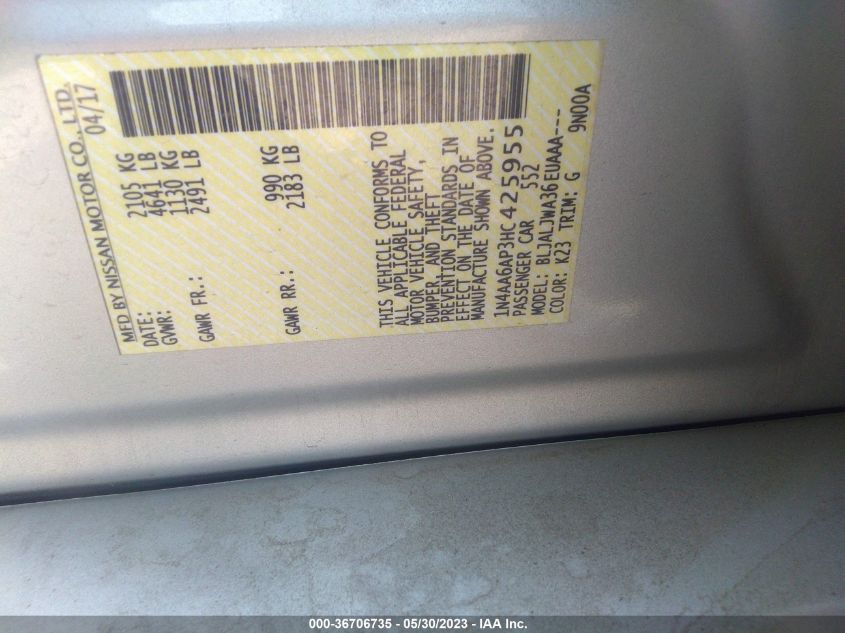 MFD BY NISSAN MOTOR CO., LTD.
DATE: 04/17
GVWR: 2105 KG
4641 LB
GAWR FR.: 1130 KG
2491 LB
GAWR RR.: 990 KG
2183 LB
THIS VEHICLE CONFORMS TO
ALL APPLICABLE FEDERAL
MOTOR VEHICLE SAFETY,
BUMPER, AND THEFT
PREVENTION STANDARDS IN
EFFECT ON THE DATE OF
MANUFACTURE SHOWN ABOVE.
1N4AA6AP3HC425955
PASSENGER CAR 552
MODEL: BLJALJWA36EUAAA---
COLOR: K23 TRIM: G 9N00A
000-36706735 - 05/30/2023 - IAA Inc.